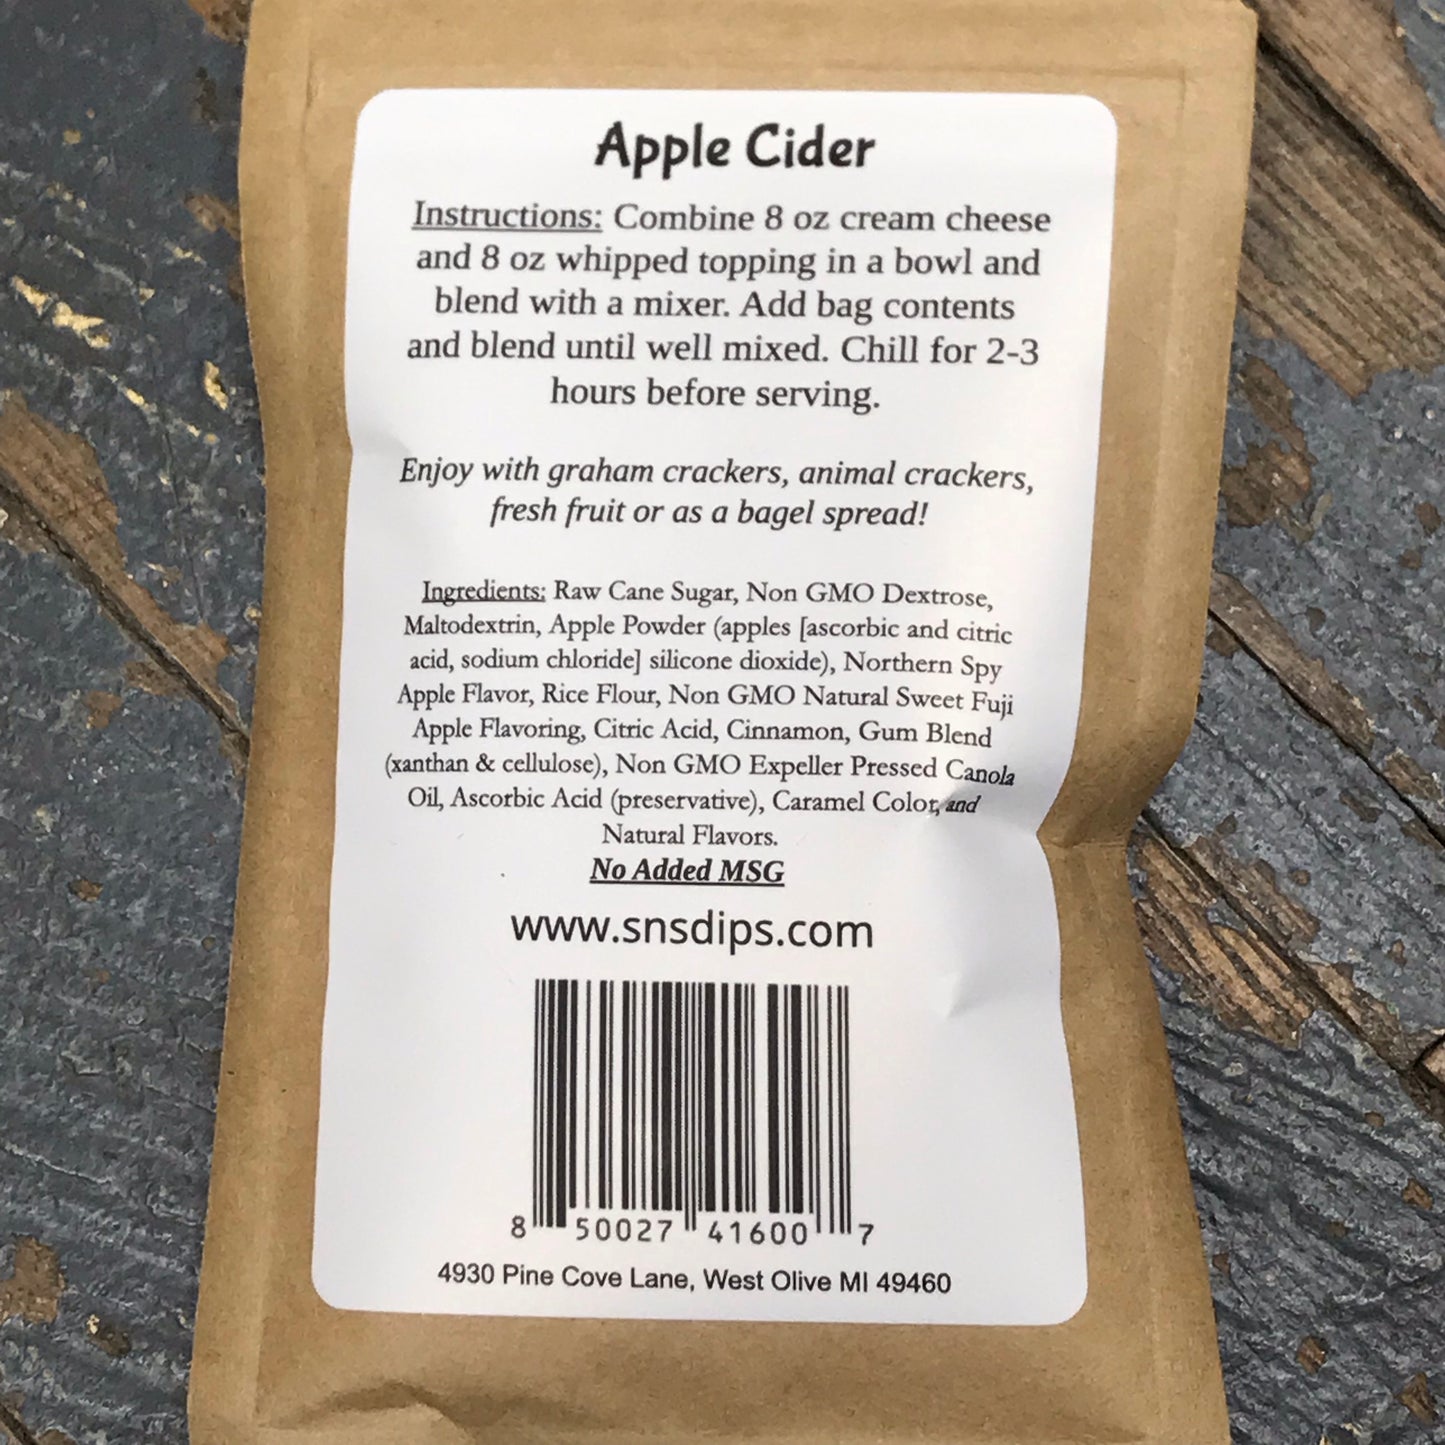 Apple Cider
Instructions: Combine 8 oz cream cheese
and 8 oz whipped topping in a bowl and
blend with a mixer. Add bag contents
and blend until well mixed. Chill for 2-3
hours before serving.
Enjoy with graham crackers, animal crackers,
fresh fruit or as a bagel spread!
Ingredients: Raw Cane Sugar, Non GMO Dextrose,
Maltodextrin, Apple Powder (apples [ascorbic and citric
acid, sodium chloride] silicone dioxide), Northern Spy
Apple Flavor, Rice Flour, Non GMO Natural Sweet Fuji
Apple Flavoring, Citric Acid, Cinnamon, Gum Blend
(xanthan & cellulose), Non GMO Expeller Pressed Canola
Oil, Ascorbic Acid (preservative), Caramel Color, and
Natural Flavors.
No Added MSG
www.snsdips.com
8 50027 41600 7
4930 Pine Cove Lane, West Olive MI 49460